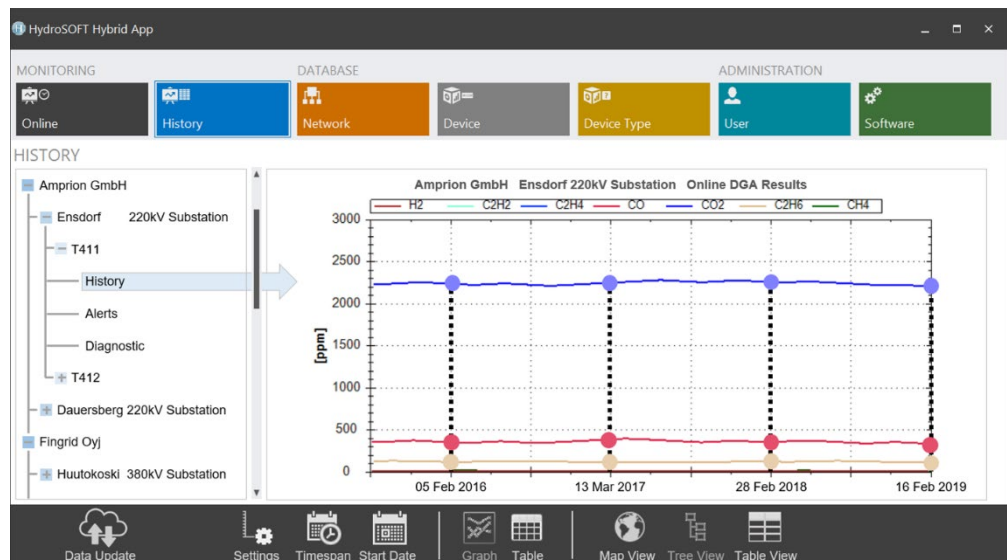 HydroSOFT Hybrid App
MONITORING DATABASE ADMINISTRATION
Online History Network Device Device Type User Software
HISTORY
Amprion GmbH
Ensdorf 220kV Substation
T411
History
Alerts
Diagnostic
T412
Dauersberg 220kV Substation
Fingrid Oyj
Huutokoski 380kV Substation
Amprion GmbH Ensdorf 220kV Substation Online DGA Results
H2 C2H2 C2H4 CO CO2 C2H6 CH4
3000
2500
2000
1500
1000
500
0
[ppm]
05 Feb 2016 13 Mar 2017 28 Feb 2018 16 Feb 2019
Data Update Settings Timespan Start Date Graph Table Map View Tree View Table View